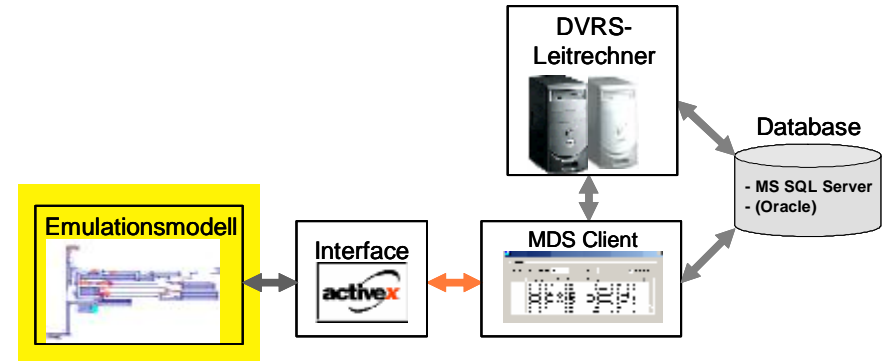 DVRS-
Leitrechner
Database
- MS SQL Server
- (Oracle)
Emulationsmodell
Interface
activex
MDS Client